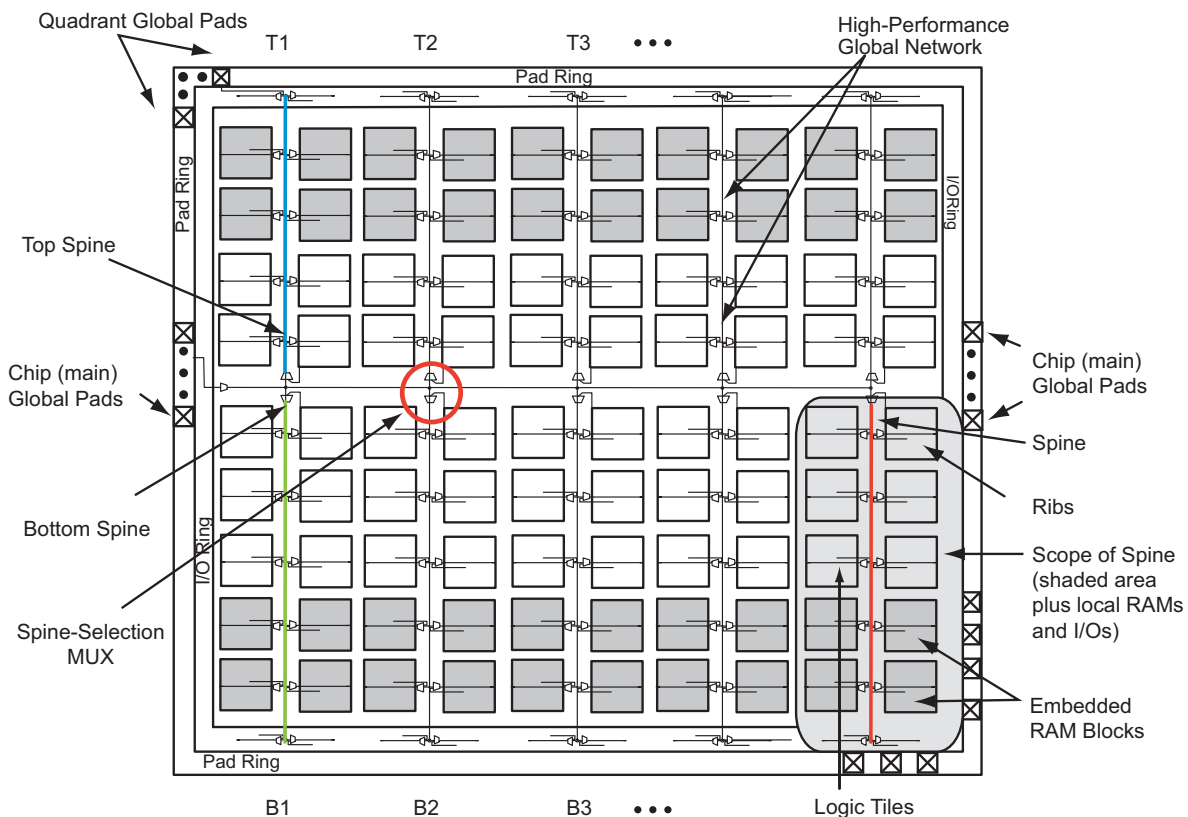 Quadrant Global Pads
T1
T2
T3
•••
High-Performance
Global Network
Pad Ring
Pad Ring
I/ORing
Top Spine
Chip (main)
Global Pads
Chip (main)
Global Pads
Spine
Bottom Spine
Ribs
I/O Ring
Scope of Spine
(shaded area
plus local RAMs
and I/Os)
Spine-Selection
MUX
Embedded
RAM Blocks
Pad Ring
B1
B2
B3
•••
Logic Tiles